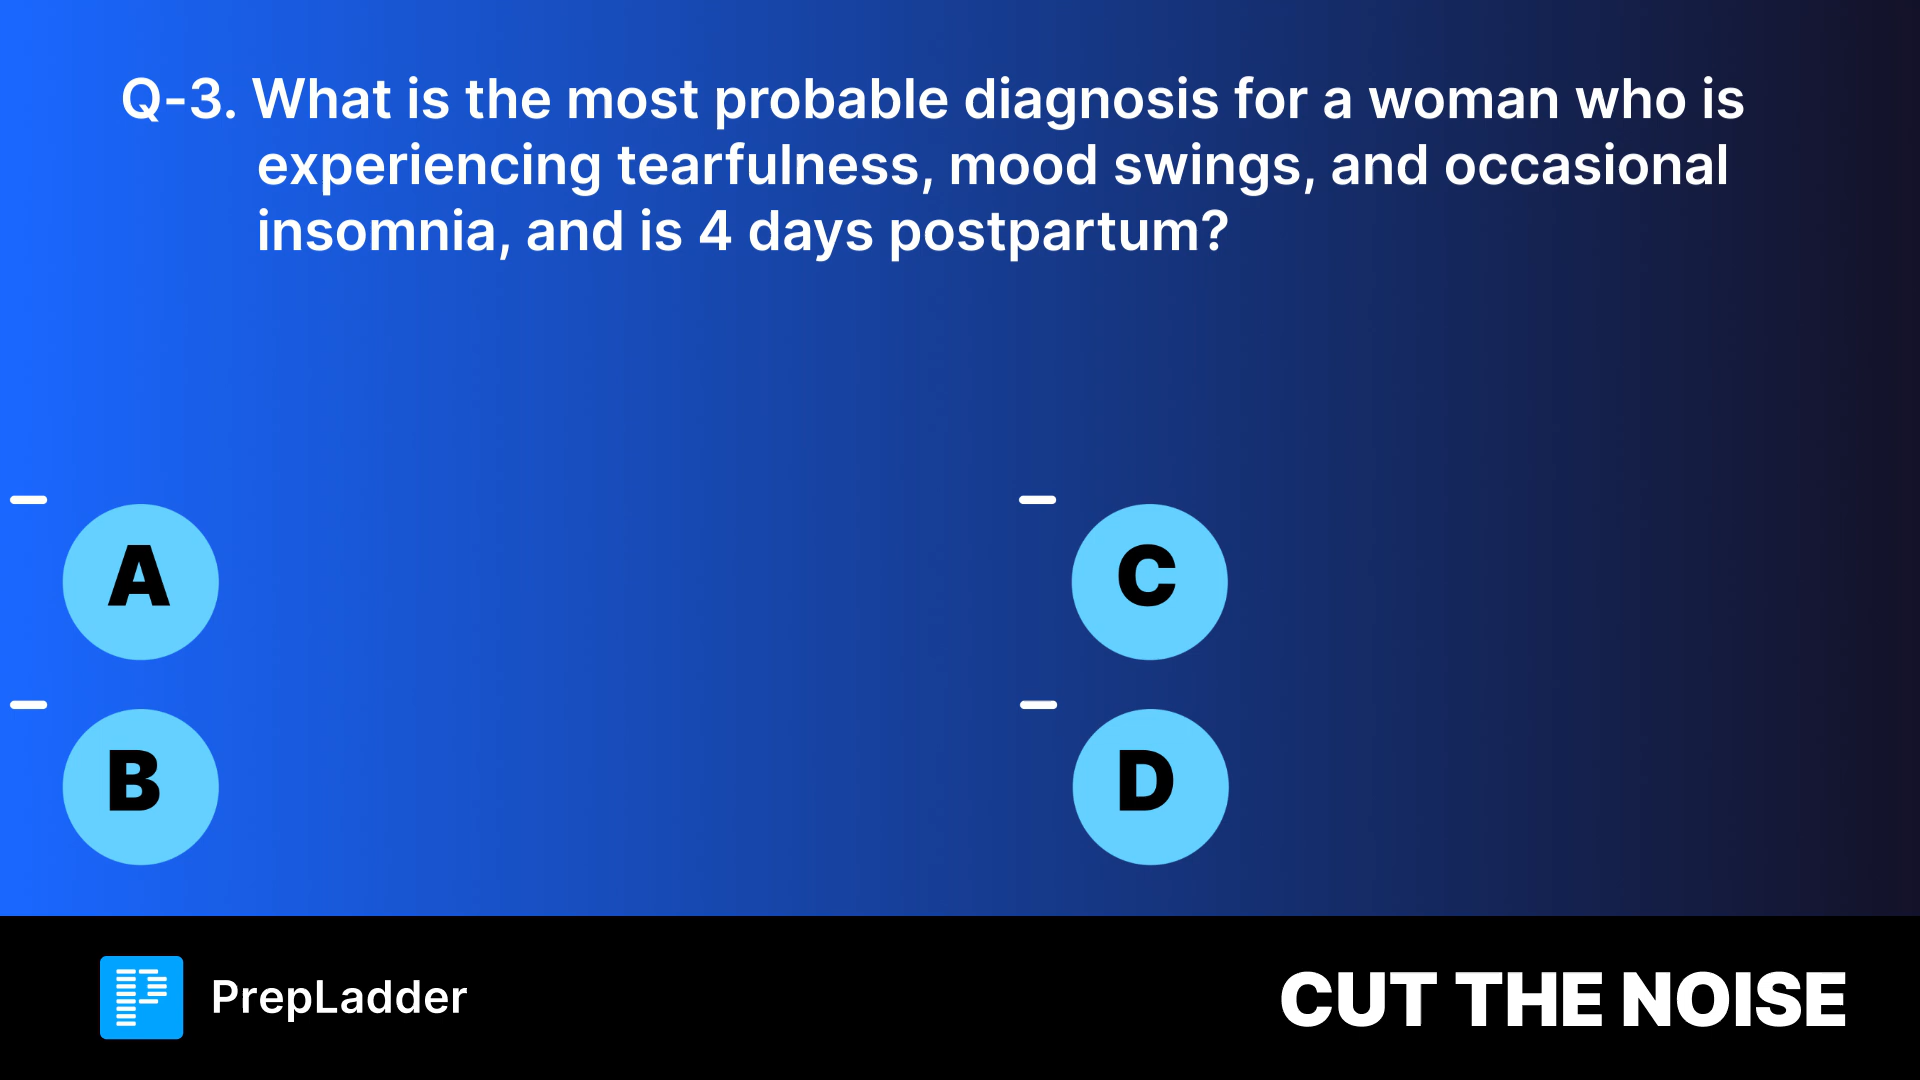 Q-3. What is the most probable diagnosis for a woman who is
experiencing tearfulness, mood swings, and occasional
insomnia, and is 4 days postpartum?
A
C
B
D
PrepLadder
CUT THE NOISE